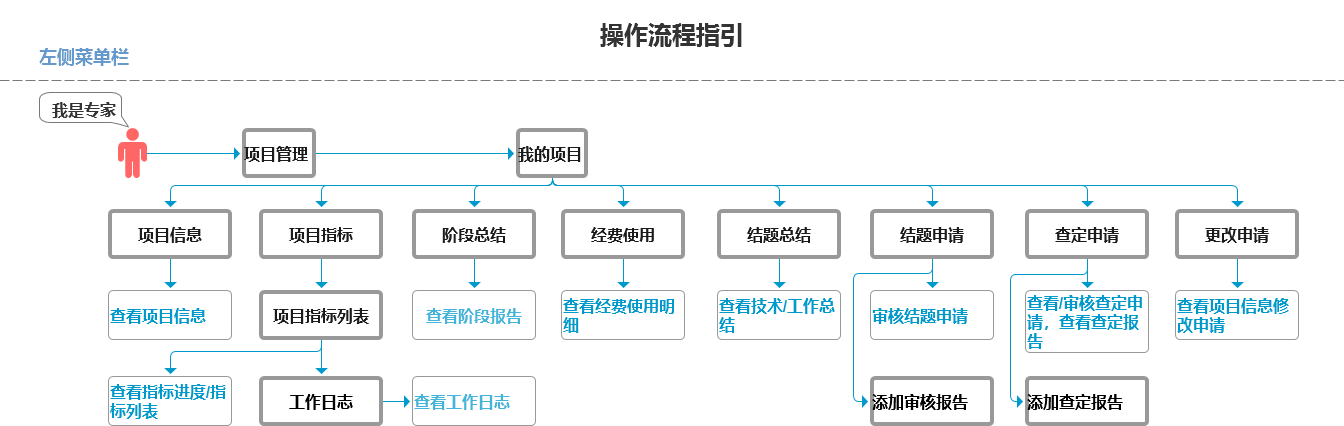 操作流程指引
左侧菜单栏
我是专家
项目管理
我的项目
项目信息
项目指标
阶段总结
经费使用
结题总结
结题申请
查定申请
更改申请
查看项目信息
项目指标列表
查看阶段报告
查看经费使用明
细
查看技术/工作总
结
审核结题申请
查看/审核查定申
请，查看查定报
告
查看项目信息修
改申请
查看指标进度/指
标列表
工作日志
查看工作日志
添加审核报告
添加查定报告